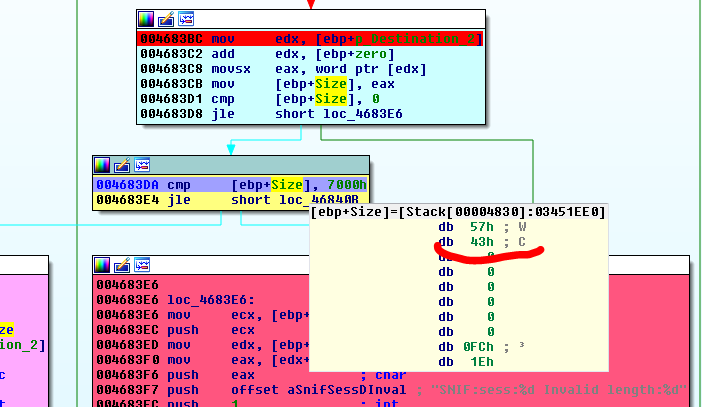 004683BC mov     edx, [ebp+p_Destination_2]
004683C2 add     edx, [ebp+zero]
004683C8 movsx   eax, word ptr [edx]
004683CB mov     [ebp+Size], eax
004683D1 cmp     [ebp+Size], 0
004683D8 jle     short loc_4683E6
004683DA cmp     [ebp+Size], 7000h
004683E4 jle     short loc_46840B
[ebp+Size]=[Stack[00004830]:03451EE0]
db  57h ; W
db  43h ; C
db    0
db    0
db    0
db    0
db    0
db 0FCh ; ³
db  1Eh
004683E6
004683E6 loc_4683E6:
004683E6 mov     ecx, [ebp+
004683EC push    ecx
004683ED mov     edx, [ebp+
004683F0 mov     eax, [edx+
004683F6 push    eax             ; char
004683F7 push    offset aSnifSessDInval ; "SNIF:sess:%d invalid length:%d"
004683FC push    1               ; int
ze
ion_2]
c